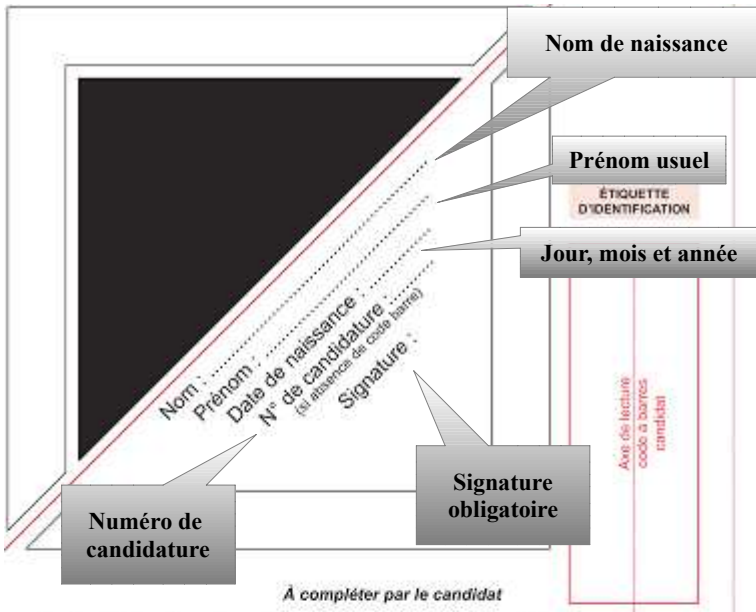 Nom de naissance
Prénom usuel
ÉTIQUETTE
D'IDENTIFICATION
Jour, mois et année
Nom :
Prénom :
Date de naissance :
N° de candidature :
(si absence de code barre)
Signature :
Axe de lecture
code à barres
candidat
Signature
obligatoire
Numéro de
candidature
À compléter par le candidat